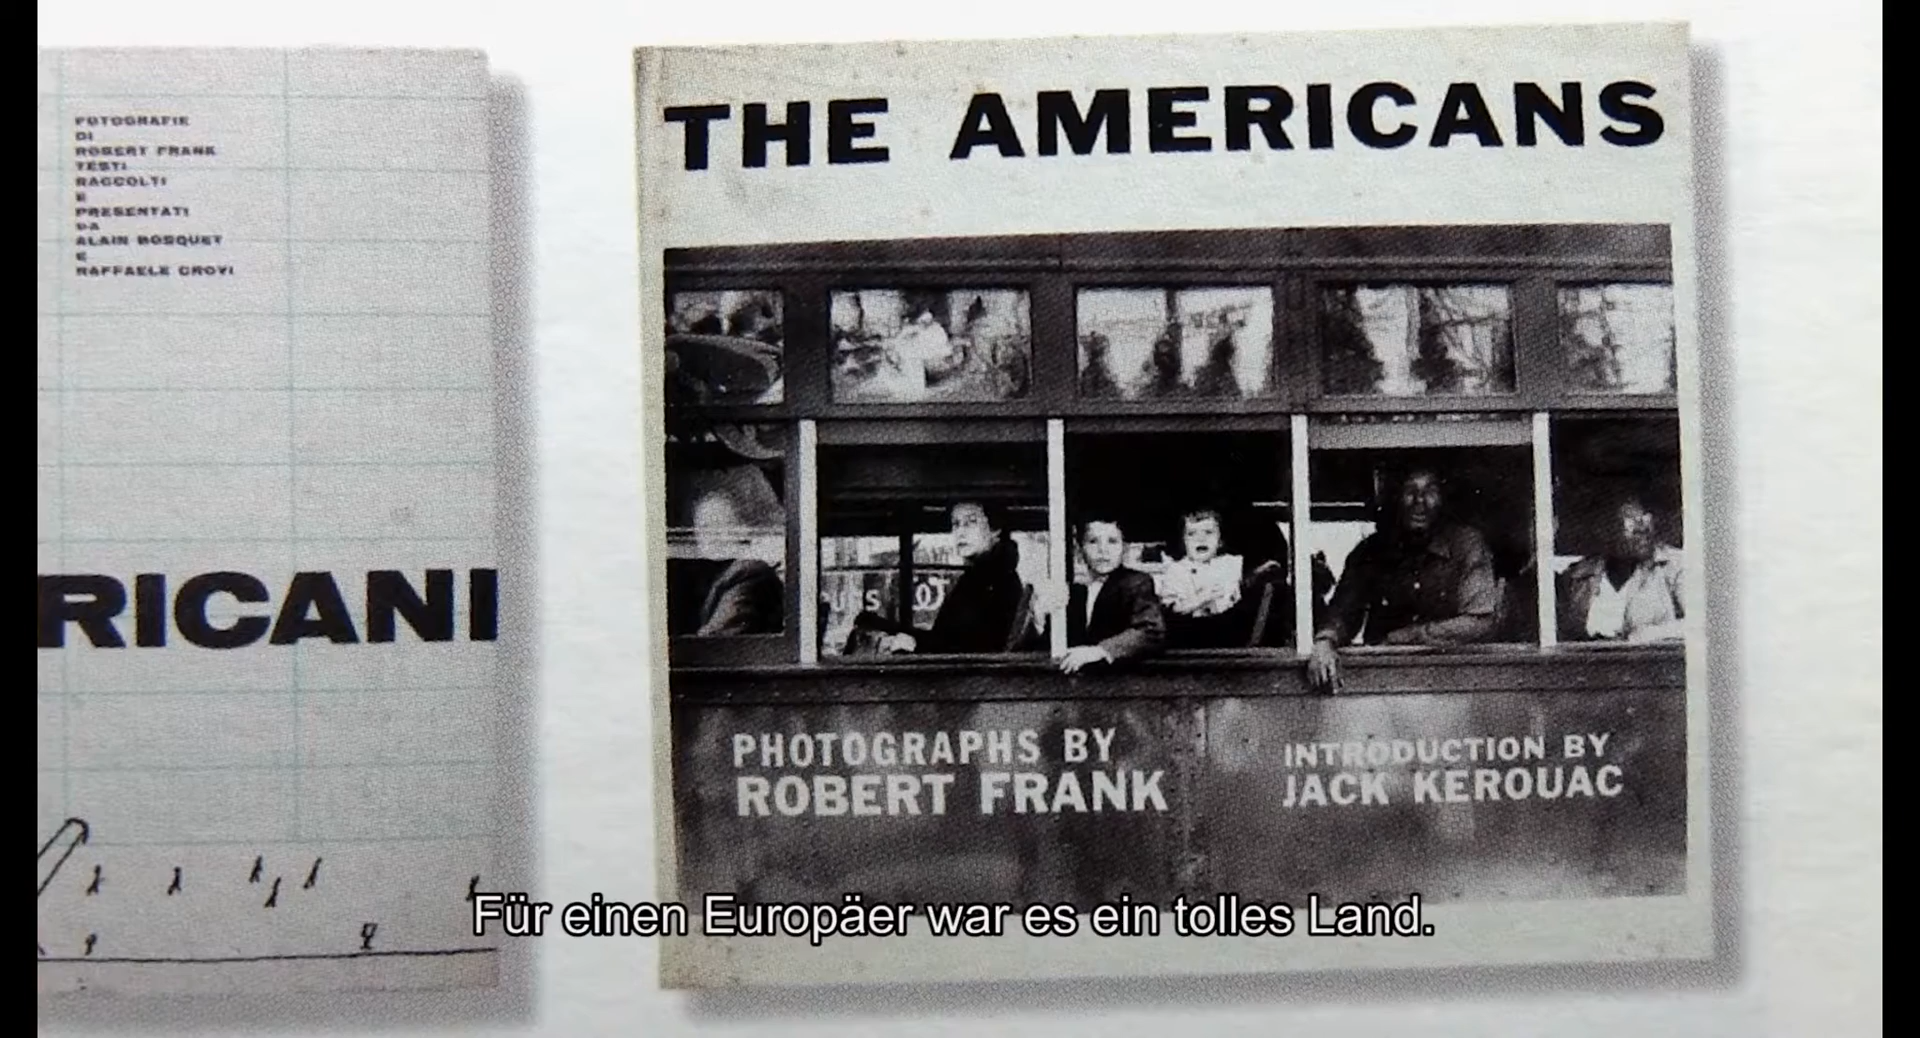 FOTOGRAFIE
DI
ROBERT FRANK
TESTI
RACCOLTI
E
PRESENTATI
DA
ALAIN BOSQUET
E
RAFFAELE CROVI
RICANI
THE AMERICANS
PHOTOGRAPHS BY
ROBERT FRANK
INTRODUCTION BY
JACK KEROUAC
Für einen Europäer war es ein tolles Land.